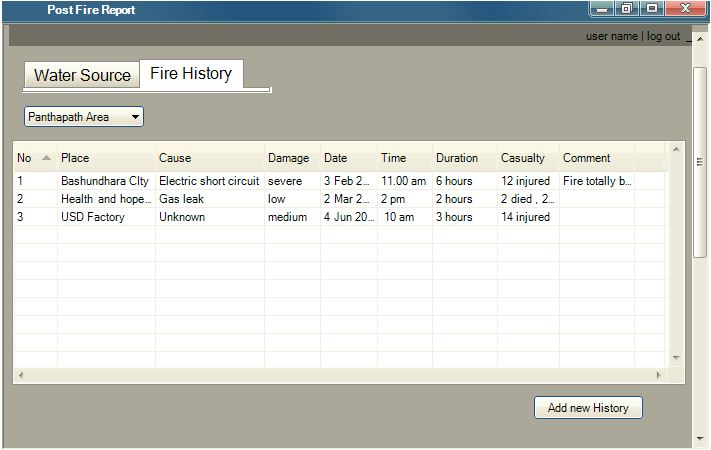 Post Fire Report
user name | log out _
Water Source Fire History
Panthapath Area
No Place Cause Damage Date Time Duration Casualty Comment
1 Bashundhara CIty Electric short circuit severe 3 Feb 2... 11.00 am 6 hours 12 injured Fire totally b...
2 Health and hope... Gas leak low 2 Mar 2... 2 pm 2 hours 2 died , 2...
3 USD Factory Unknown medium 4 Jun 20... 10 am 3 hours 14 injured
Add new History